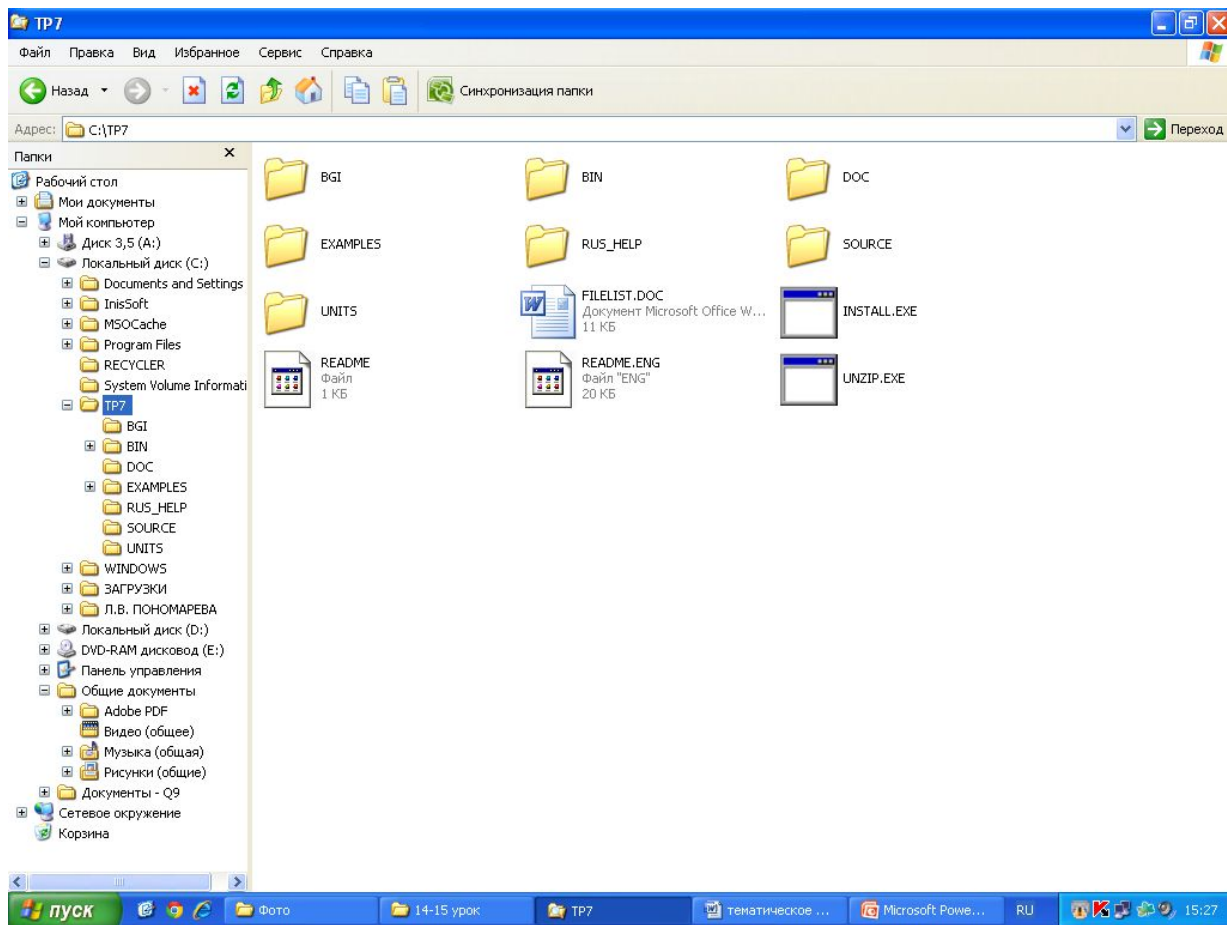 TP7
Файл Правка Вид Избранное Сервис Справка
Назад Синхронизация папки
Адрес: C:\TP7 Переход
Папки
Рабочий стол
Мои документы
Мой компьютер
Диск 3,5 (A:)
Локальный диск (C:)
Documents and Settings
InisSoft
MSOCache
Program Files
RECYCLER
System Volume Informati
TP7
BGI
BIN
DOC
EXAMPLES
RUS_HELP
SOURCE
UNITS
WINDOWS
ЗАГРУЗКИ
Л.В. ПОНОМАРЕВА
Локальный диск (D:)
DVD-RAM дисковод (E:)
Панель управления
Общие документы
Adobe PDF
Видео (общее)
Музыка (общая)
Рисунки (общие)
Документы - Q9
Сетевое окружение
Корзина
BGI BIN DOC
EXAMPLES RUS_HELP SOURCE
UNITS
FILELIST.DOC
Документ Microsoft Office W...
11 КБ
INSTALL.EXE
README
Файл
1 КБ
README.ENG
Файл "ENG"
20 КБ
UNZIP.EXE
пуск Фото 14-15 урок TP7 тематическое ... Microsoft Powe... RU 15:27